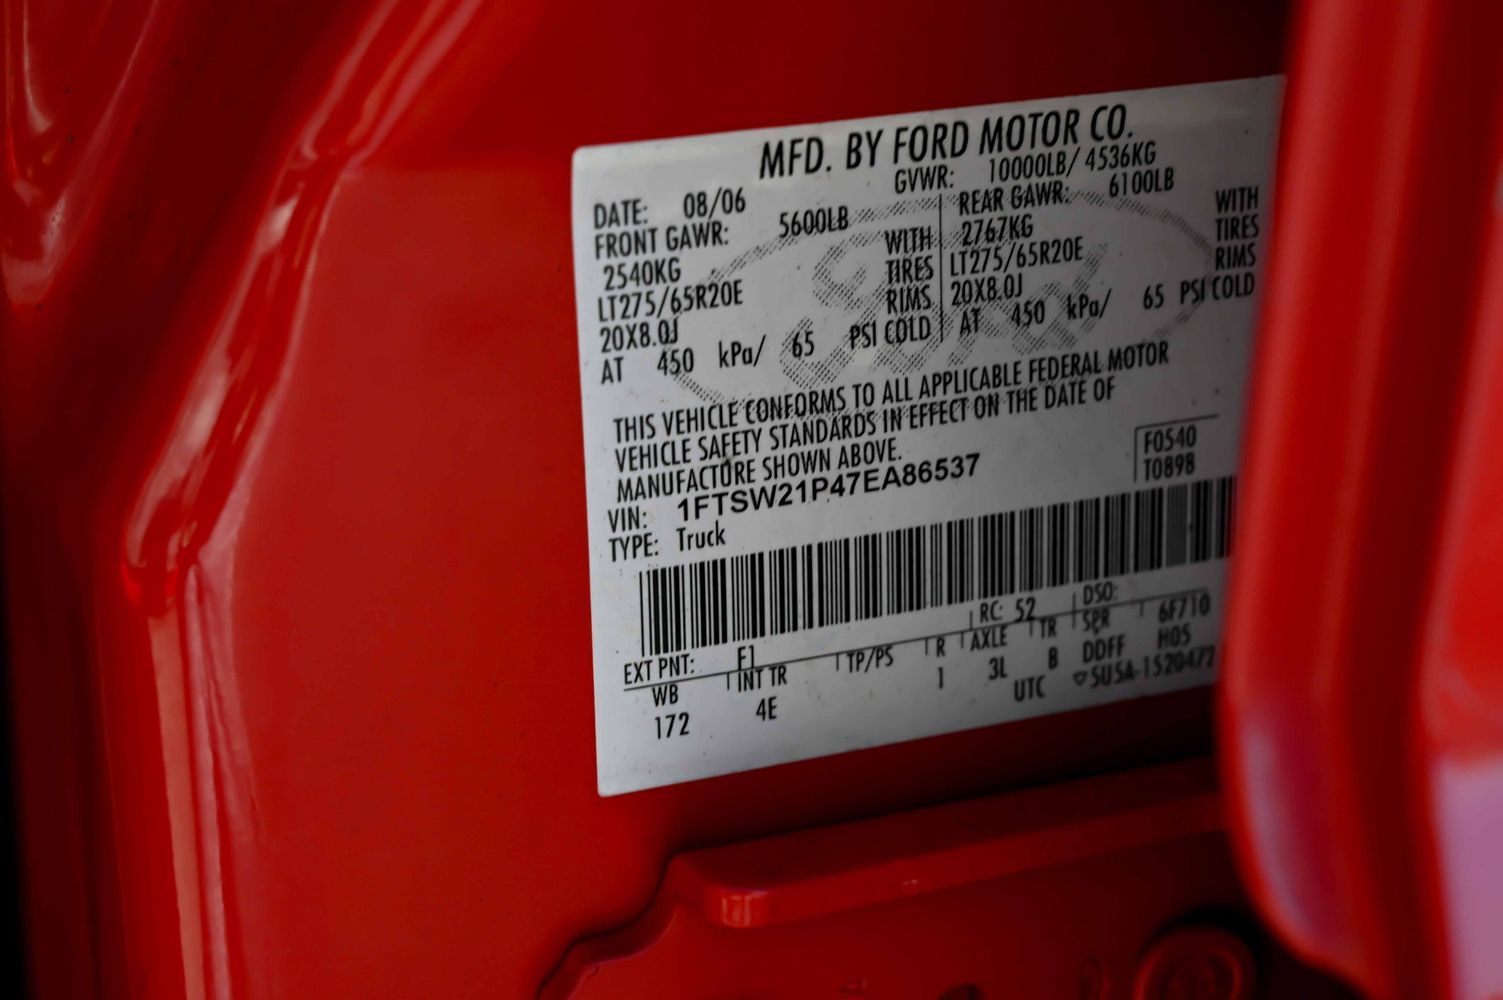 MFD. BY FORD MOTOR CO.
DATE: 08/06 GVWR: 10000LB/ 4536KG
FRONT GAWR: 5600LB REAR GAWR: 6100LB
2540KG WITH 2767KG WITH
LT275/65R20E TIRES LT275/65R20E TIRES
20X8.0J RIMS 20X8.0J RIMS
AT 450 kPa/ 65 PSI COLD AT 450 kPa/ 65 PSI COLD
THIS VEHICLE CONFORMS TO ALL APPLICABLE FEDERAL MOTOR
VEHICLE SAFETY STANDARDS IN EFFECT ON THE DATE OF
MANUFACTURE SHOWN ABOVE.
F0540
T0898
VIN: 1FTSW21P47EA86537
TYPE: Truck
EXT PNT: F1 RC: 52 DSO:
WB INT TR TP/PS R AXLE TR SPR 6F710
172 4E 1 3L B DDFF H05
UTC ▽5U5A-1520472